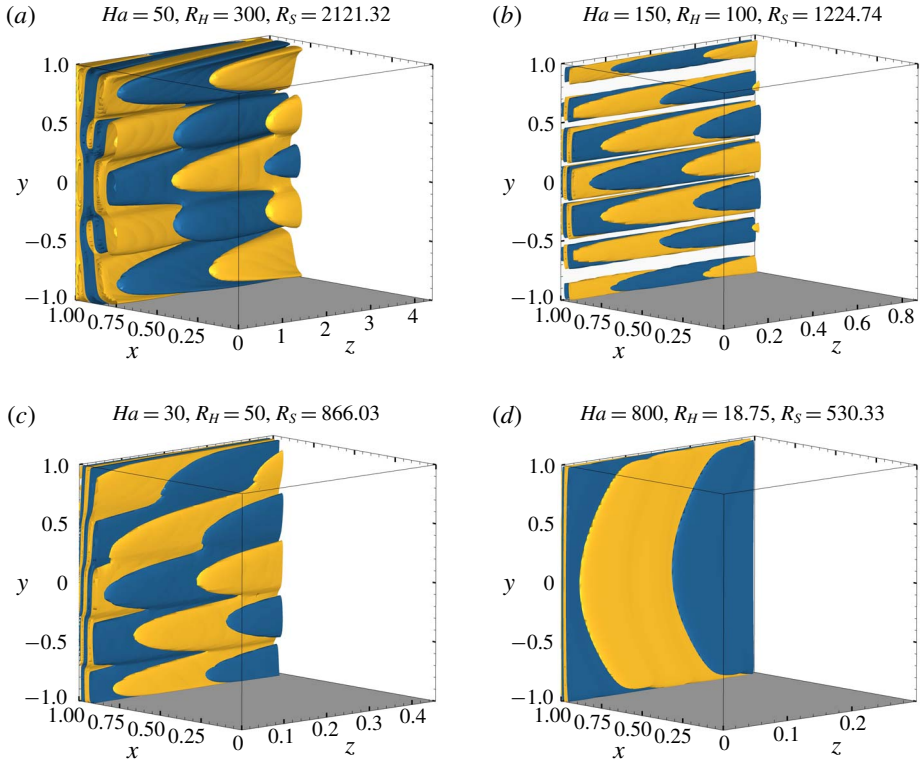 (a) Ha = 50, R_H = 300, R_S = 2121.32
1.0
0.5
y 0
−0.5
−1.0
1.00
0.75
0.50
0.25
x
0 1 2 3 4
z
(b) Ha = 150, R_H = 100, R_S = 1224.74
1.0
0.5
y 0
−0.5
−1.0
1.00
0.75
0.50
0.25
x
0 0.2 0.4 0.6 0.8
z
(c) Ha = 30, R_H = 50, R_S = 866.03
1.0
0.5
y 0
−0.5
−1.0
1.00
0.75
0.50
0.25
x
0 0.1 0.2 0.3 0.4
z
(d) Ha = 800, R_H = 18.75, R_S = 530.33
1.0
0.5
y 0
−0.5
−1.0
1.00
0.75
0.50
0.25
x
0 0.1 0.2
z